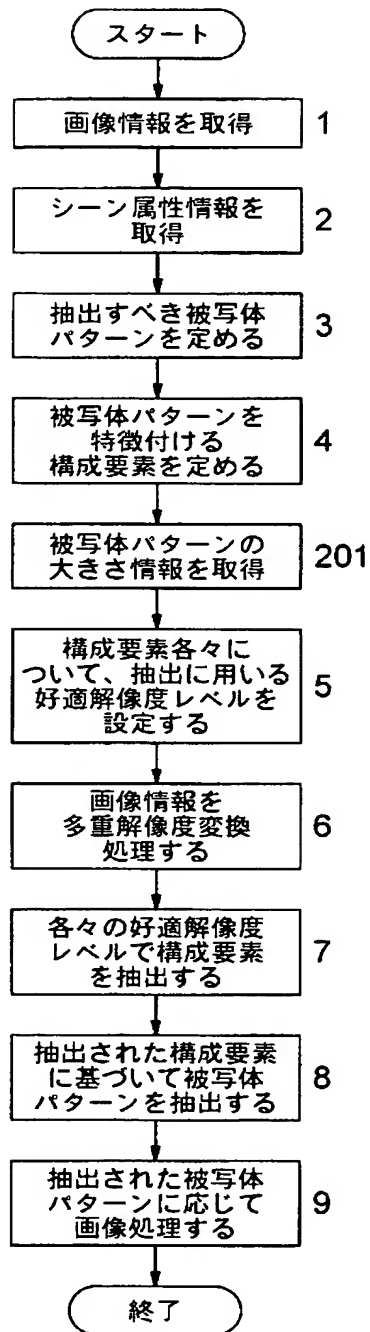 スタート
画像情報を取得
1
シーン属性情報を
取得
2
抽出すべき被写体
パターンを定める
3
被写体パターンを
特徴付ける
構成要素を定める
4
被写体パターンの
大きさ情報を取得
201
構成要素各々に
ついて、抽出に用いる
好適解像度レベルを
設定する
5
画像情報を
多重解像度変換
処理する
6
各々の好適解像度
レベルで構成要素
を抽出する
7
抽出された構成要素
に基づいて被写体
パターンを抽出する
8
抽出された被写体
パターンに応じて
画像処理する
9
終了